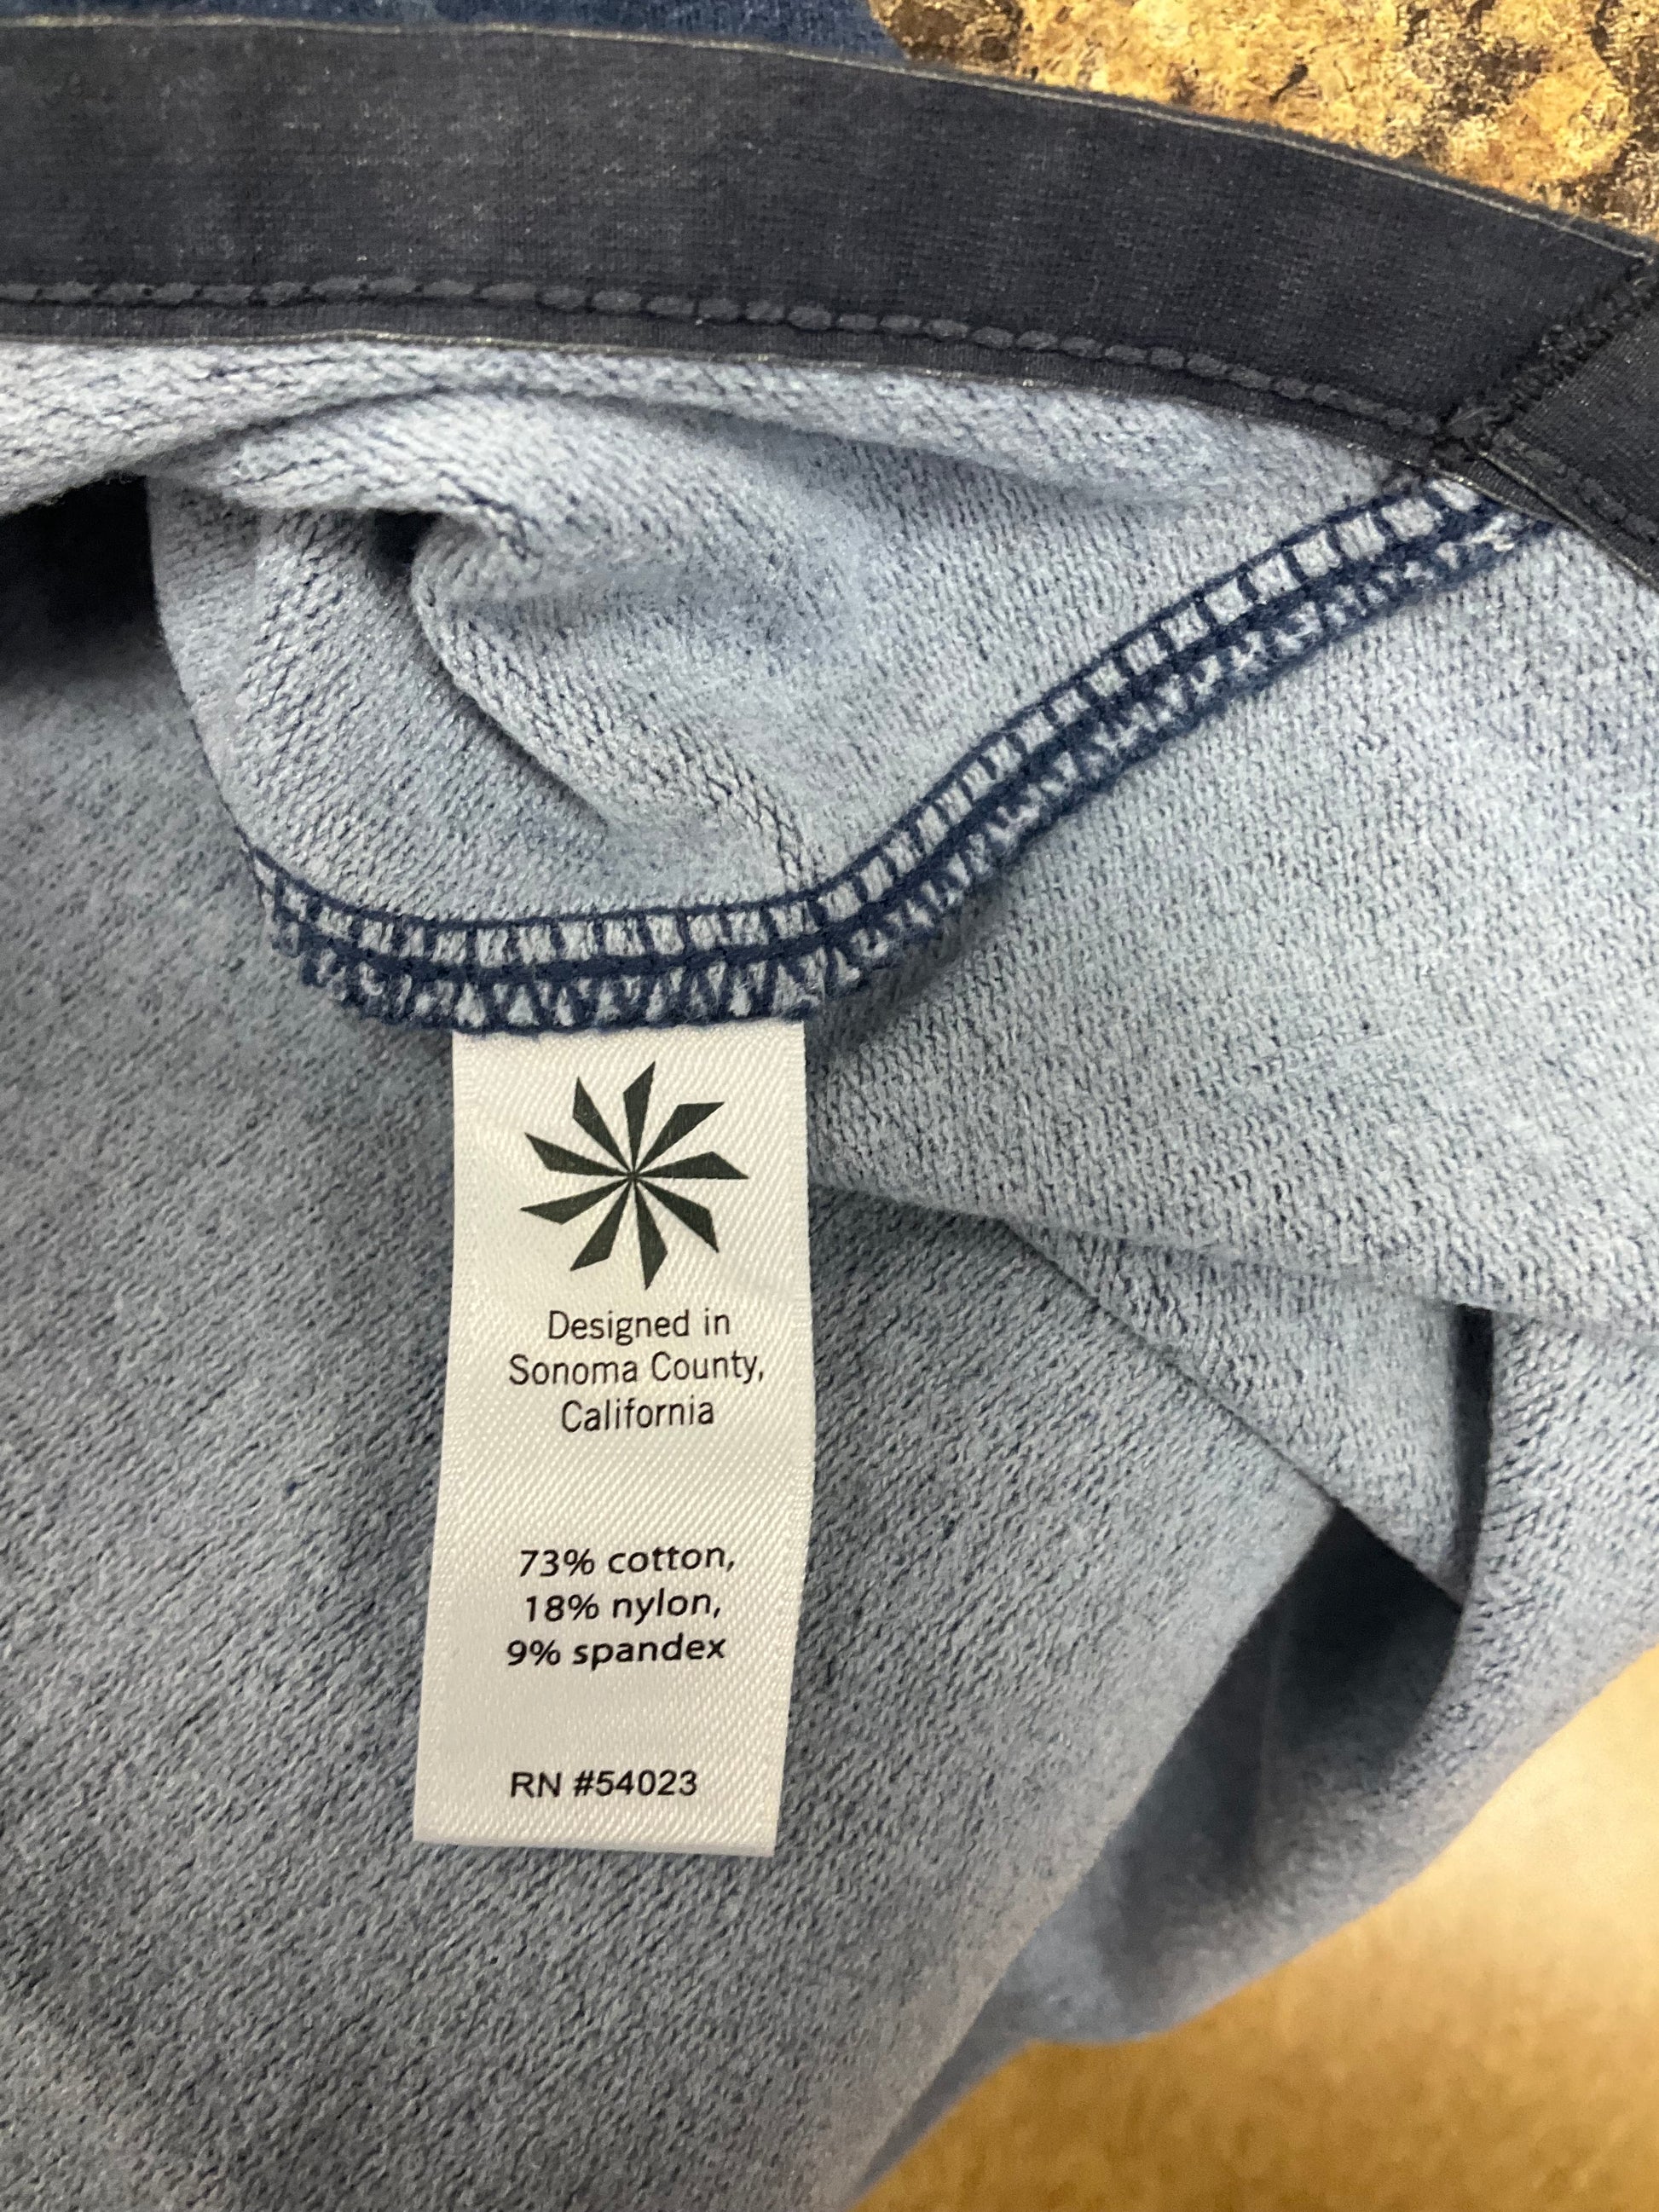 Designed in
Sonoma County,
California
73% cotton,
18% nylon,
9% spandex
RN #54023